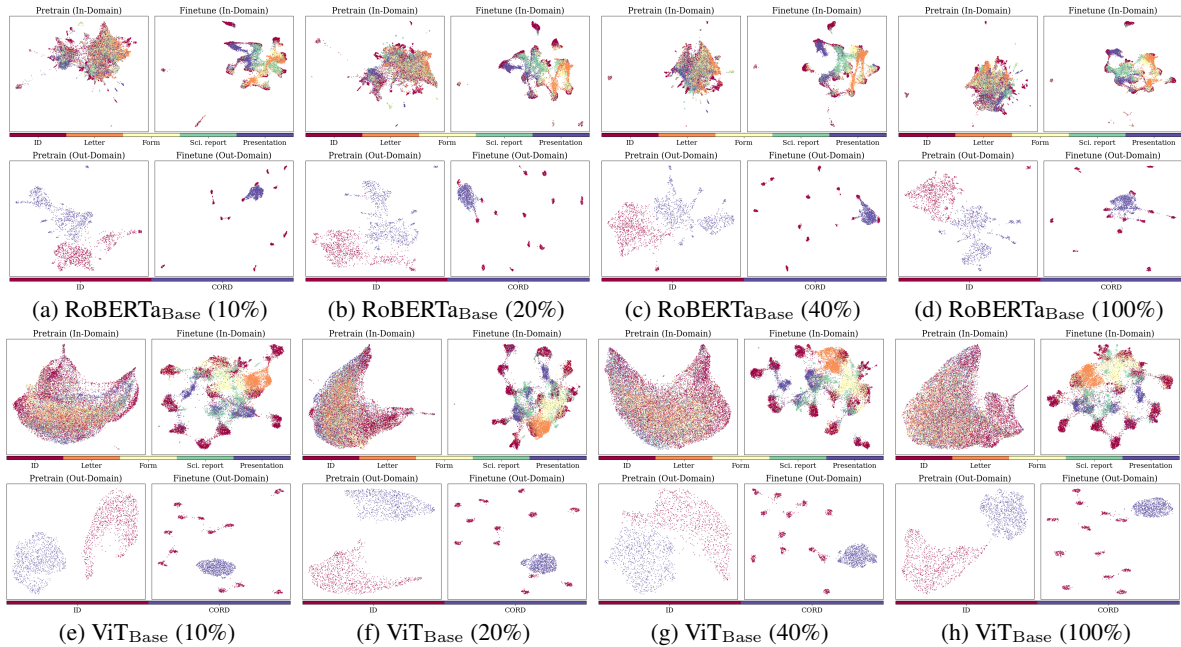 Pretrain (In-Domain) Finetune (In-Domain) Pretrain (In-Domain) Finetune (In-Domain) Pretrain (In-Domain) Finetune (In-Domain) Pretrain (In-Domain) Finetune (In-Domain)
ID Letter Form Sci. report Presentation ID Letter Form Sci. report Presentation ID Letter Form Sci. report Presentation ID Letter Form Sci. report Presentation
Pretrain (Out-Domain) Finetune (Out-Domain) Pretrain (Out-Domain) Finetune (Out-Domain) Pretrain (Out-Domain) Finetune (Out-Domain) Pretrain (Out-Domain) Finetune (Out-Domain)
ID CORD ID CORD ID CORD ID CORD
(a) RoBERTaBase (10%) (b) RoBERTaBase (20%) (c) RoBERTaBase (40%) (d) RoBERTaBase (100%)
Pretrain (In-Domain) Finetune (In-Domain) Pretrain (In-Domain) Finetune (In-Domain) Pretrain (In-Domain) Finetune (In-Domain) Pretrain (In-Domain) Finetune (In-Domain)
ID Letter Form Sci. report Presentation ID Letter Form Sci. report Presentation ID Letter Form Sci. report Presentation ID Letter Form Sci. report Presentation
Pretrain (Out-Domain) Finetune (Out-Domain) Pretrain (Out-Domain) Finetune (Out-Domain) Pretrain (Out-Domain) Finetune (Out-Domain) Pretrain (Out-Domain) Finetune (Out-Domain)
ID CORD ID CORD ID CORD ID CORD
(e) ViTBase (10%) (f) ViTBase (20%) (g) ViTBase (40%) (h) ViTBase (100%)